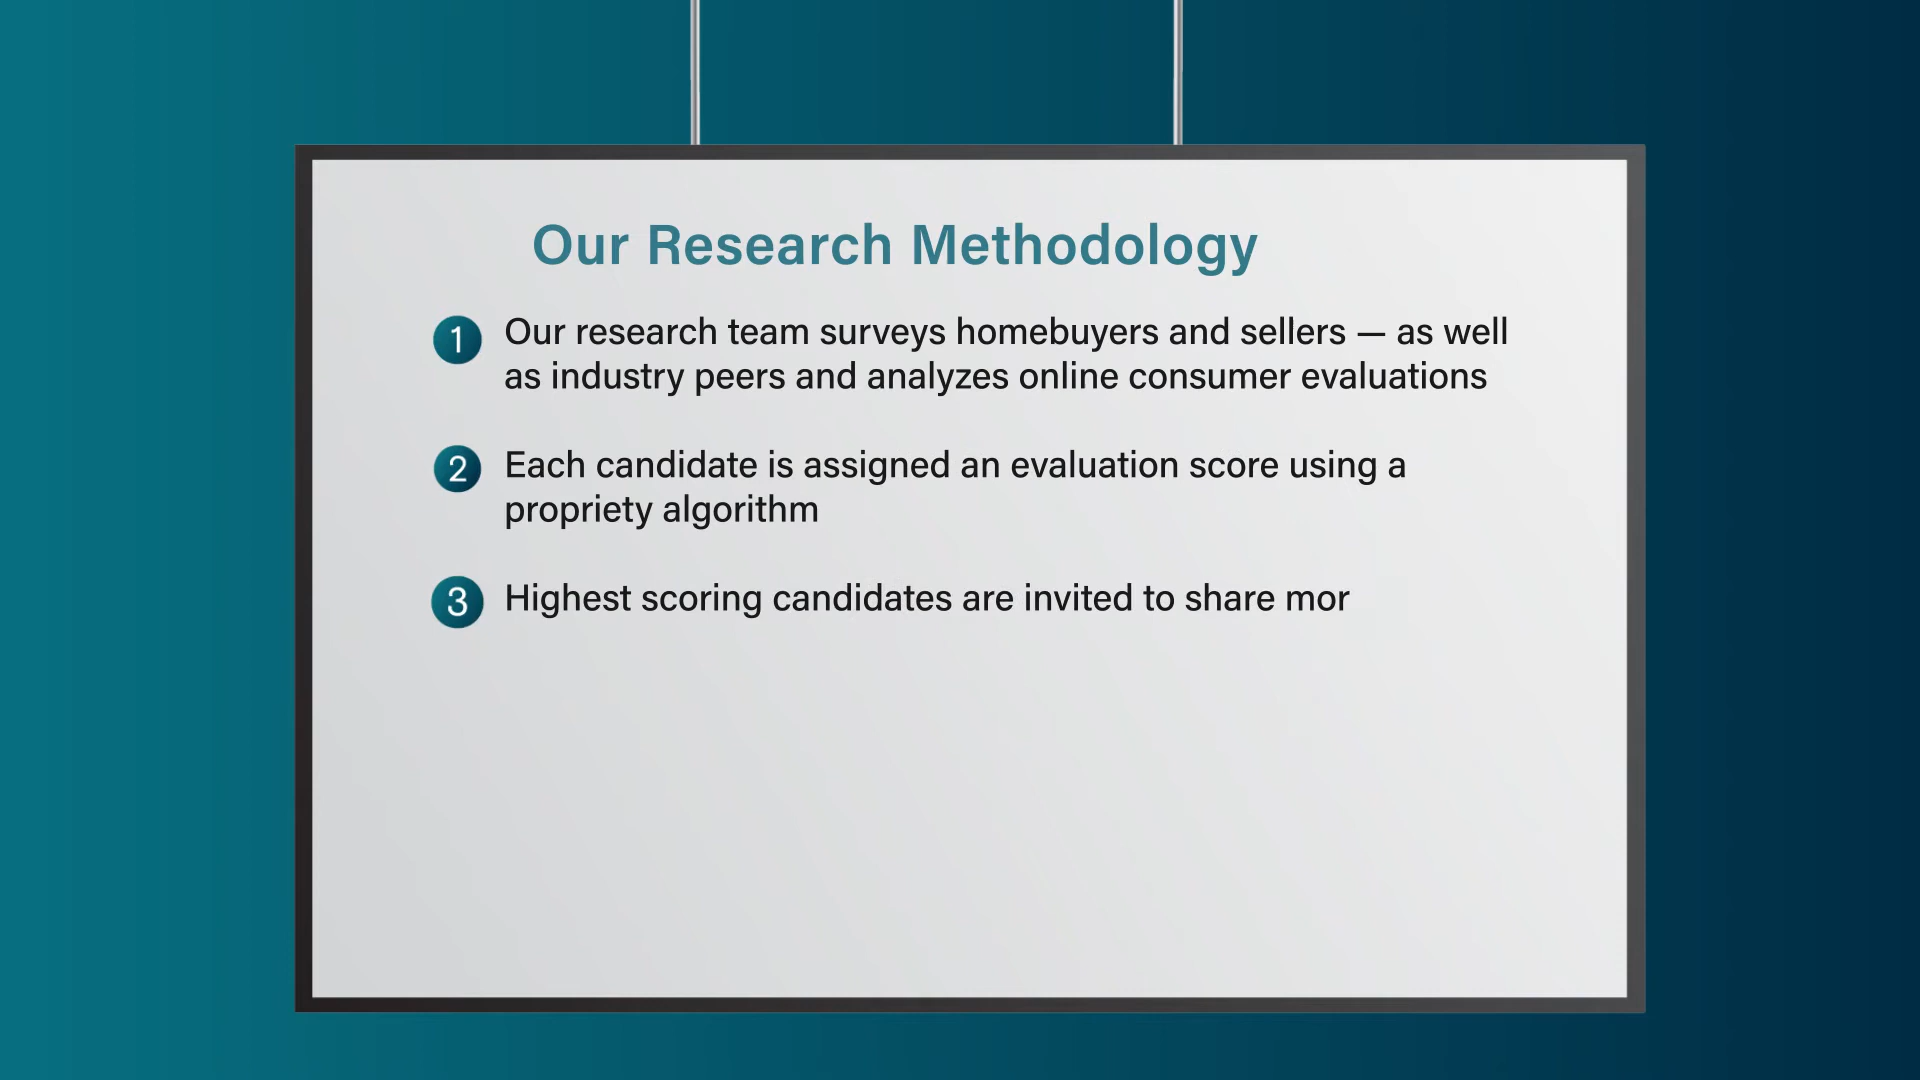 Our Research Methodology
1 Our research team surveys homebuyers and sellers — as well
as industry peers and analyzes online consumer evaluations
2 Each candidate is assigned an evaluation score using a
propriety algorithm
3 Highest scoring candidates are invited to share mor